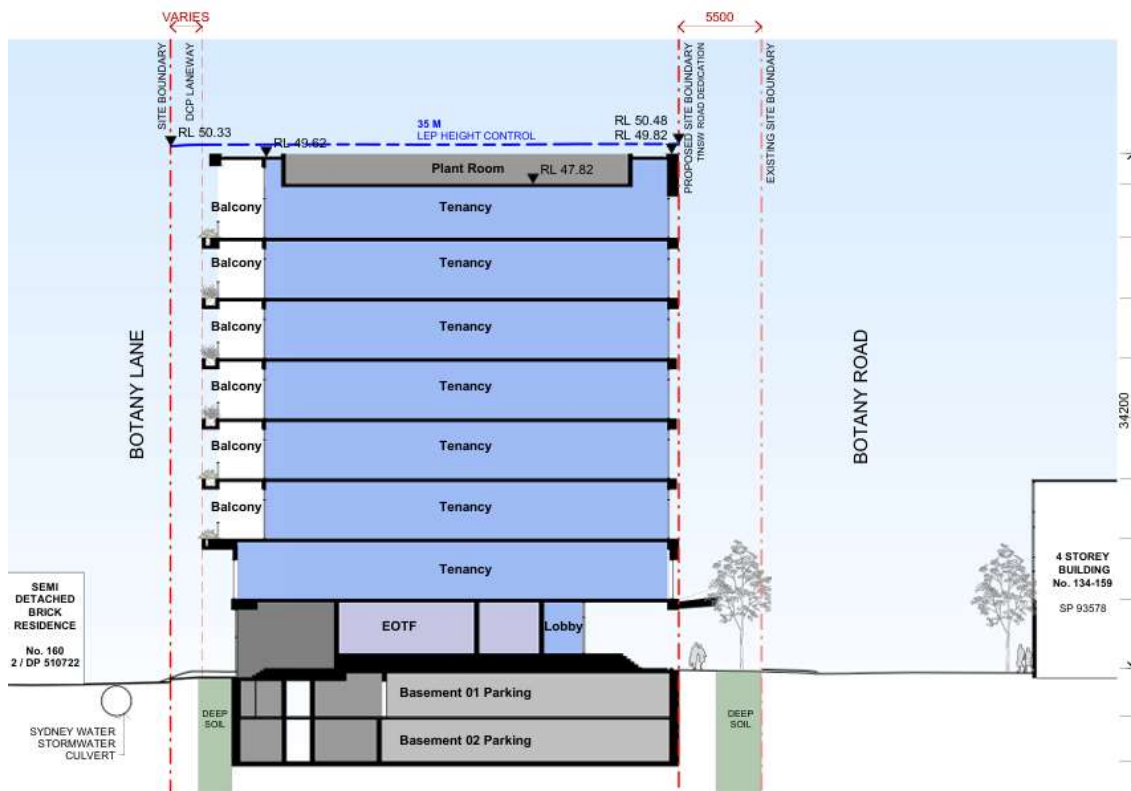 VARIES
5500
SITE BOUNDARY
DCP LANEWAY
PROPOSED SITE BOUNDARY
TfNSW ROAD DEDICATION
EXISTING SITE BOUNDARY
RL 50.33
35 M
LEP HEIGHT CONTROL
RL 50.48
RL 49.82
RL 49.62
Plant Room
RL 47.82
Balcony
Tenancy
Balcony
Tenancy
Balcony
Tenancy
Balcony
Tenancy
Balcony
Tenancy
Balcony
Tenancy
Tenancy
BOTANY LANE
BOTANY ROAD
34200
SEMI
DETACHED
BRICK
RESIDENCE
No. 160
2 / DP 510722
EOTF
Lobby
4 STOREY
BUILDING
No. 134-159
SP 93578
Basement 01 Parking
Basement 02 Parking
DEEP
SOIL
DEEP
SOIL
SYDNEY WATER
STORMWATER
CULVERT